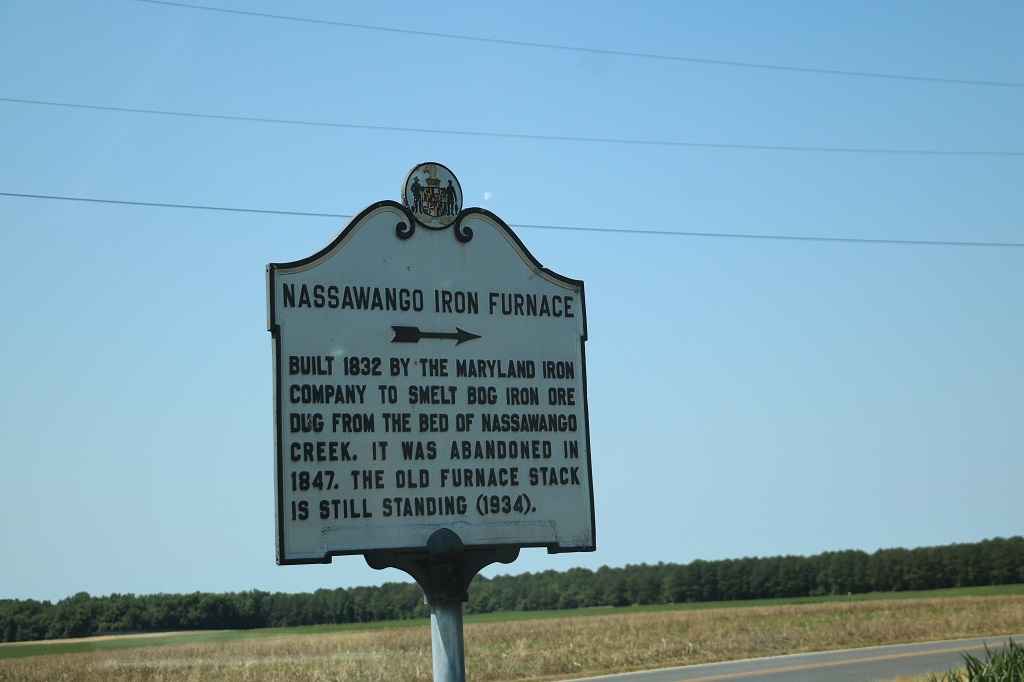 NASSAWANGO IRON FURNACE
BUILT 1832 BY THE MARYLAND IRON
COMPANY TO SMELT BOG IRON ORE
DUG FROM THE BED OF NASSAWANGO
CREEK. IT WAS ABANDONED IN
1847. THE OLD FURNACE STACK
IS STILL STANDING (1934).